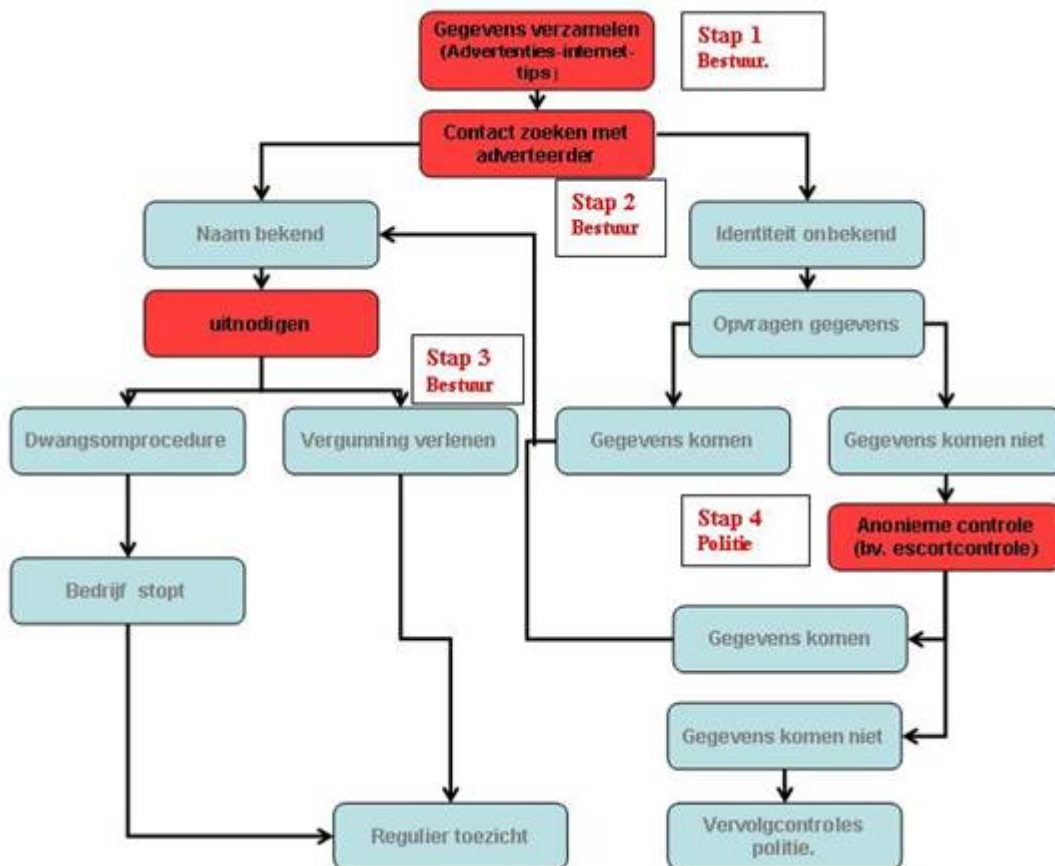 Gegevens verzamelen
(Advertenties-internet-
tips)
Stap 1
Bestuur.
Contact zoeken met
adverteerder
Stap 2
Bestuur
Naam bekend
Identiteit onbekend
uitnodigen
Opvragen gegevens
Stap 3
Bestuur
Dwangsomprocedure
Vergunning verlenen
Gegevens komen
Gegevens komen niet
Stap 4
Politie
Anonieme controle
(bv. escortcontrole)
Bedrijf stopt
Gegevens komen
Gegevens komen niet
Regulier toezicht
Vervolgcontroles
politie.